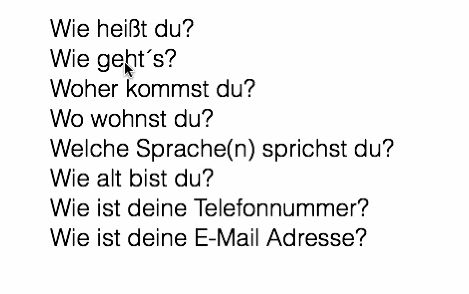 Wie heißt du?
Wie geht´s?
Woher kommst du?
Wo wohnst du?
Welche Sprache(n) sprichst du?
Wie alt bist du?
Wie ist deine Telefonnummer?
Wie ist deine E-Mail Adresse?